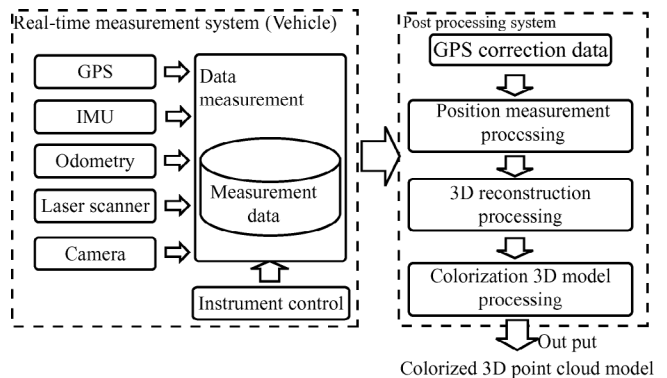 Real-time measurement system (Vehicle)
GPS
IMU
Odometry
Laser scanner
Camera
Data
measurement
Measurement
data
Instrument control
Post processing system
GPS correction data
Position measurement
processing
3D reconstruction
processing
Colorization 3D model
processing
Out put
Colorized 3D point cloud model